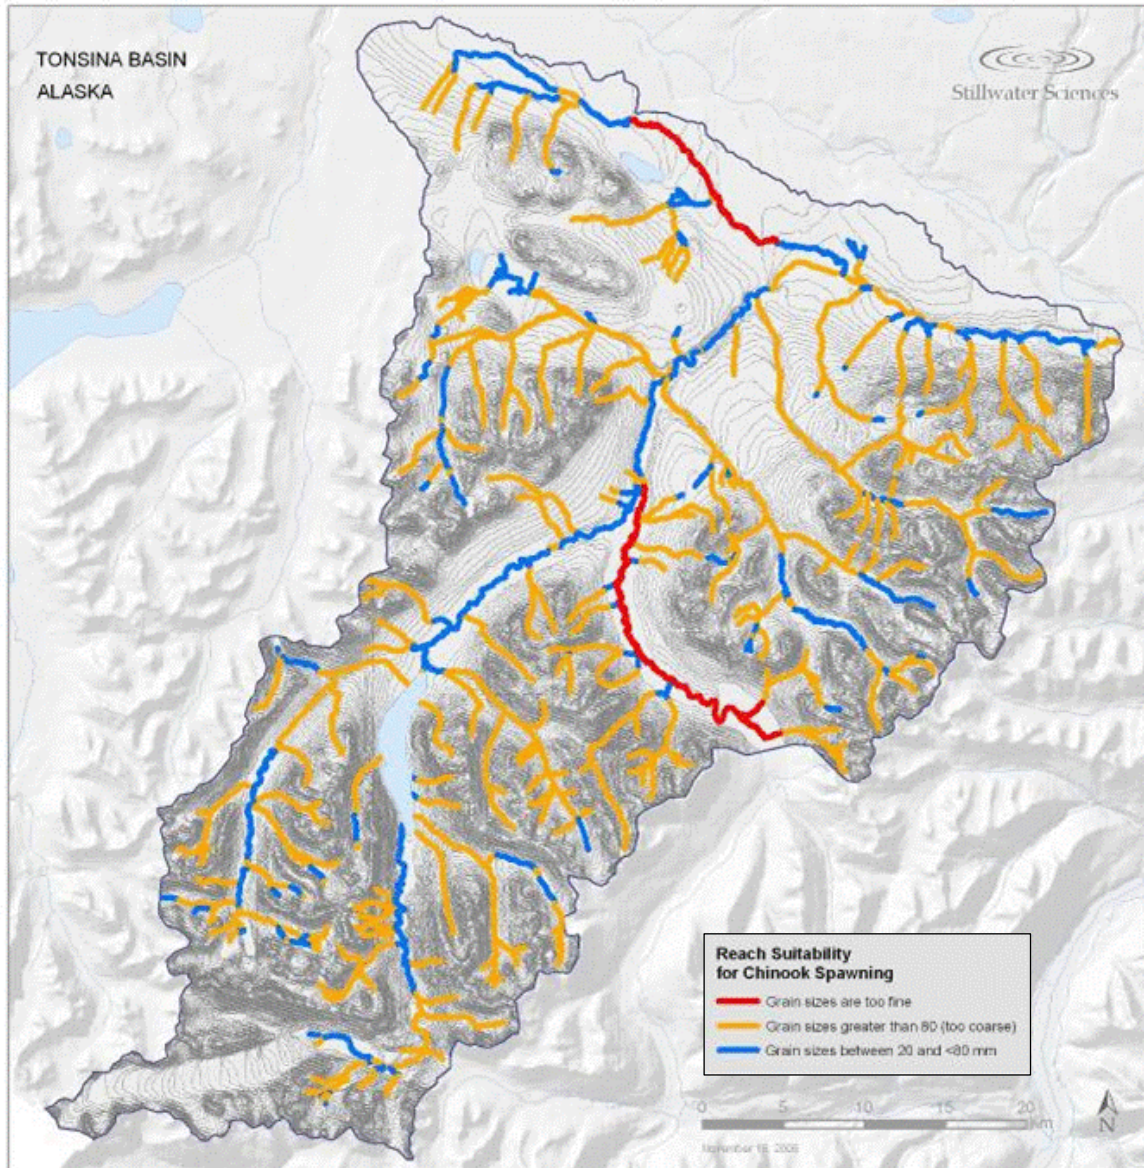 TONSINA BASIN
ALASKA
Stillwater Sciences
Reach Suitability
for Chinook Spawning
Grain sizes are too fine
Grain sizes greater than 80 (too coarse)
Grain sizes between 20 and <80 mm
0 5 10 15 20
km
N